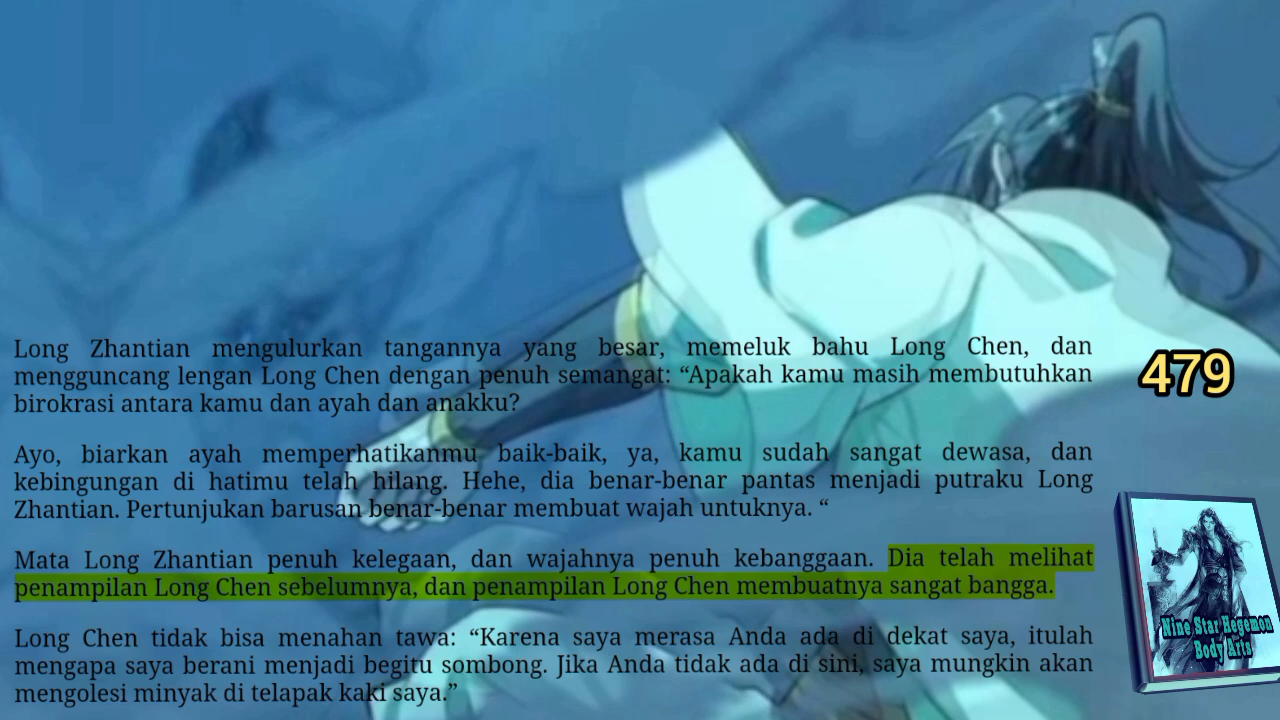 Long Zhantian mengulurkan tangannya yang besar, memeluk bahu Long Chen, dan
mengguncang lengan Long Chen dengan penuh semangat: “Apakah kamu masih membutuhkan
birokrasi antara kamu dan ayah dan anakku?
Ayo, biarkan ayah memperhatikanmu baik-baik, ya, kamu sudah sangat dewasa, dan
kebingungan di hatimu telah hilang. Hehe, dia benar-benar pantas menjadi putraku Long
Zhantian. Pertunjukan barusan benar-benar membuat wajah untuknya. “
Mata Long Zhantian penuh kelegaan, dan wajahnya penuh kebanggaan. Dia telah melihat
penampilan Long Chen sebelumnya, dan penampilan Long Chen membuatnya sangat bangga.
Long Chen tidak bisa menahan tawa: “Karena saya merasa Anda ada di dekat saya, itulah
mengapa saya berani menjadi begitu sombong. Jika Anda tidak ada di sini, saya mungkin akan
mengolesi minyak di telapak kaki saya.”
479
Nine Star Hegemon
Body Arts